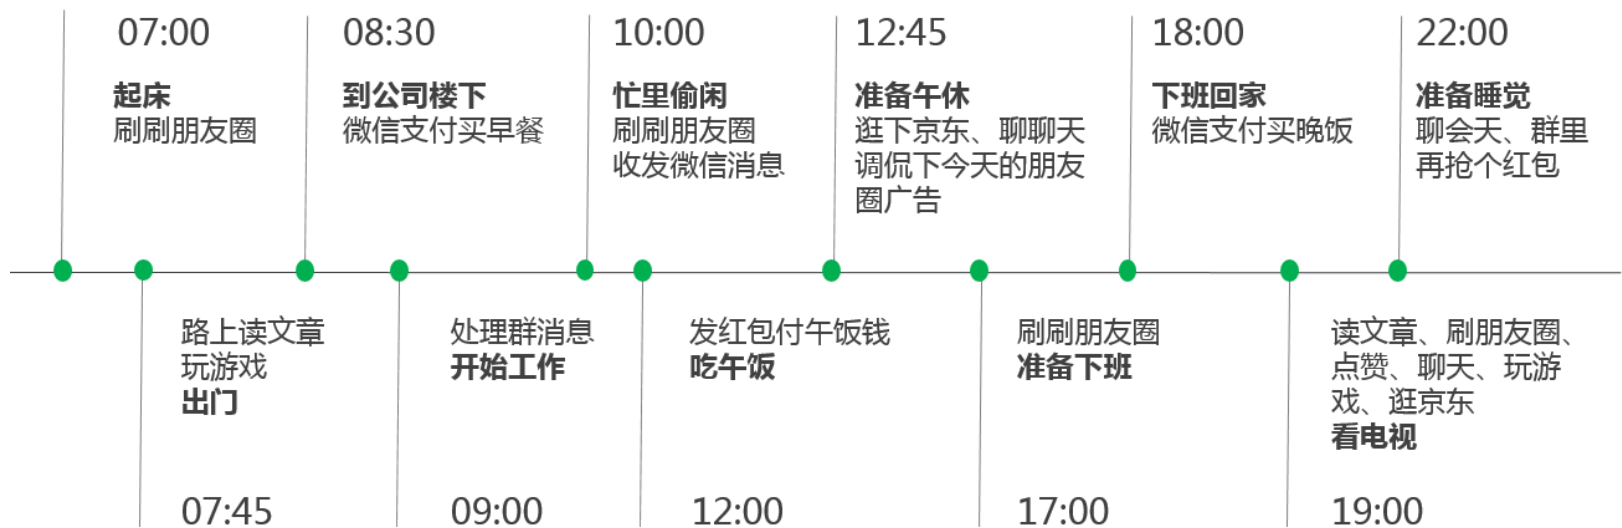 07:00
起床
刷刷朋友圈
08:30
到公司楼下
微信支付买早餐
10:00
忙里偷闲
刷刷朋友圈
收发微信消息
12:45
准备午休
逛下京东、聊聊天
调侃下今天的朋友
圈广告
18:00
下班回家
微信支付买晚饭
22:00
准备睡觉
聊会天、群里
再抢个红包
路上读文章
玩游戏
出门
07:45
处理群消息
开始工作
09:00
发红包付午饭钱
吃午饭
12:00
刷刷朋友圈
准备下班
17:00
读文章、刷朋友圈、
点赞、聊天、玩游
戏、逛京东
看电视
19:00